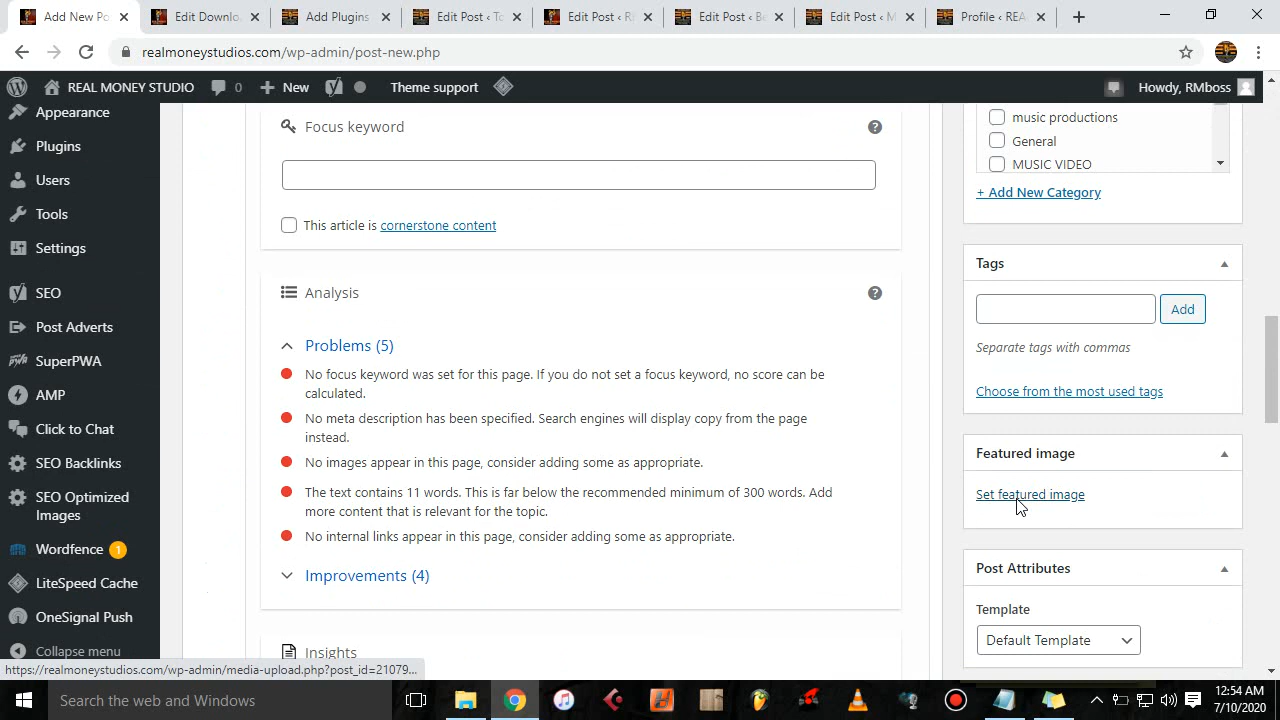 Add New Po
Edit Downlo
Add Plugins
Edit Post ‹ To
Edit Post ‹ RI
Edit Post ‹ B
Edit Post ‹ M
Profile ‹ REA
realmoneystudios.com/wp-admin/post-new.php
REAL MONEY STUDIO
0
New
Theme support
Howdy, RMboss
Appearance
Plugins
Users
Tools
Settings
SEO
Post Adverts
SuperPWA
AMP
Click to Chat
SEO Backlinks
SEO Optimized
Images
Wordfence 1
LiteSpeed Cache
OneSignal Push
Collapse menu
Focus keyword
This article is cornerstone content
Analysis
Problems (5)
No focus keyword was set for this page. If you do not set a focus keyword, no score can be
calculated.
No meta description has been specified. Search engines will display copy from the page
instead.
No images appear in this page, consider adding some as appropriate.
The text contains 11 words. This is far below the recommended minimum of 300 words. Add
more content that is relevant for the topic.
No internal links appear in this page, consider adding some as appropriate.
Improvements (4)
Insights
music productions
General
MUSIC VIDEO
+ Add New Category
Tags
Add
Separate tags with commas
Choose from the most used tags
Featured image
Set featured image
Post Attributes
Template
Default Template
https://realmoneystudios.com/wp-admin/media-upload.php?post_id=21079...
Search the web and Windows
12:54 AM
7/10/2020